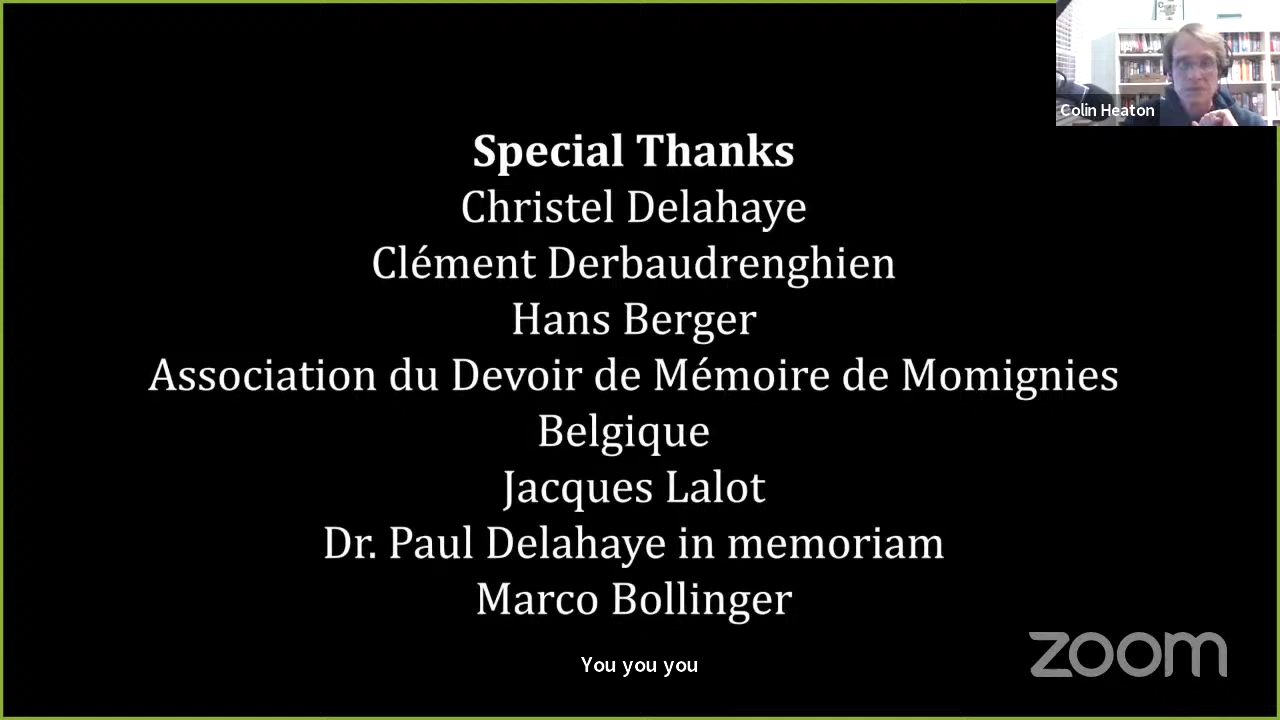 Colin Heaton
Special Thanks
Christel Delahaye
Clément Derbaudrenghien
Hans Berger
Association du Devoir de Mémoire de Momignies
Belgique
Jacques Lalot
Dr. Paul Delahaye in memoriam
Marco Bollinger
You you you
zoom